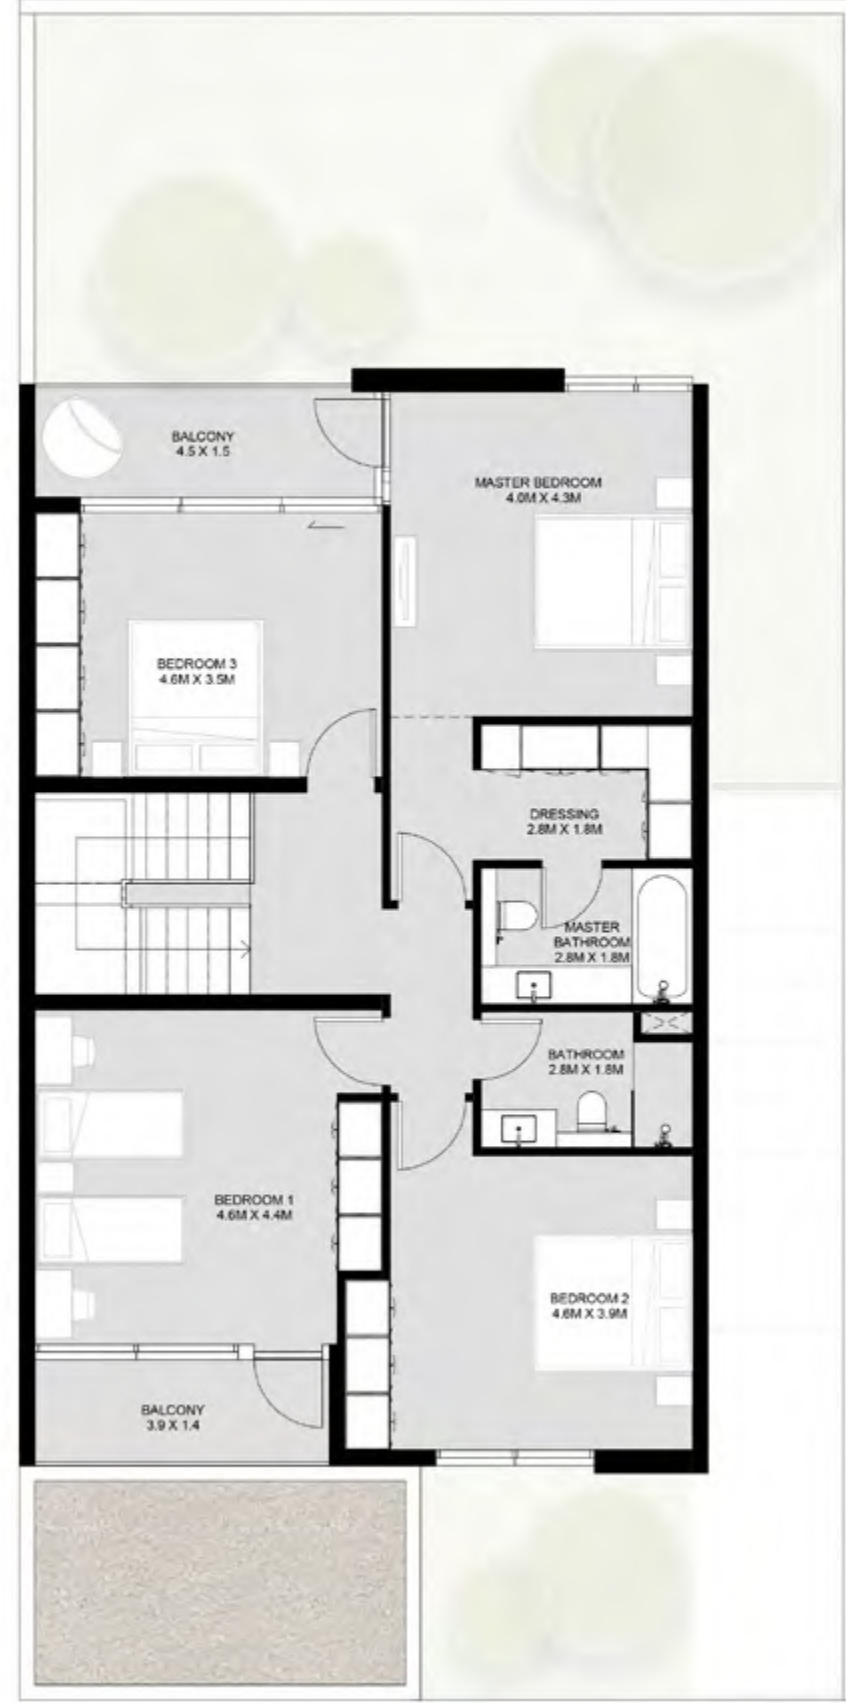 BALCONY
4.5 X 1.5
MASTER BEDROOM
4.0M X 4.3M
BEDROOM 3
4.6M X 3.5M
DRESSING
2.8M X 1.8M
MASTER
BATHROOM
2.8M X 1.8M
BATHROOM
2.8M X 1.8M
BEDROOM 1
4.6M X 4.4M
BEDROOM 2
4.6M X 3.9M
BALCONY
3.9 X 1.4